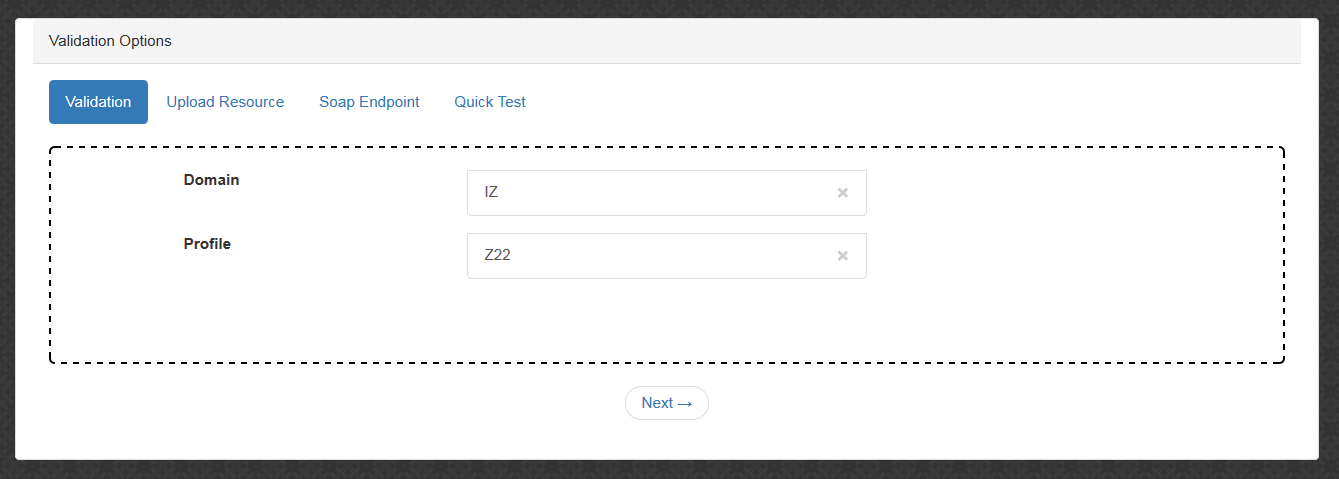 Validation Options
Validation Upload Resource Soap Endpoint Quick Test
Domain IZ ×
Profile Z22 ×
Next →